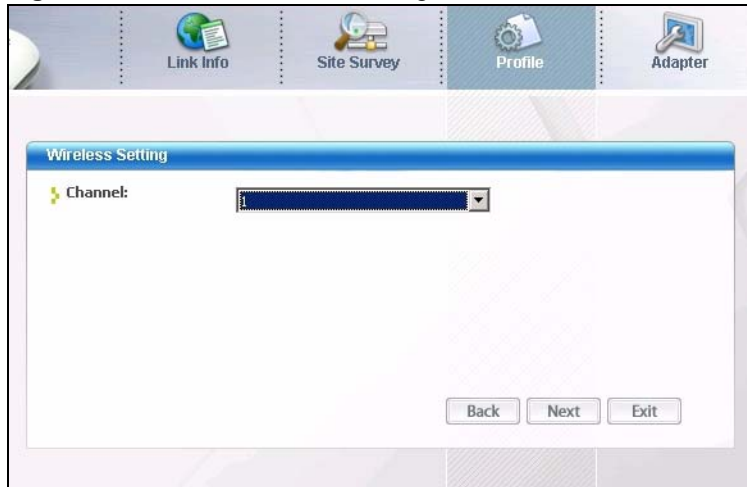 Link Info
Site Survey
Profile
Adapter
Wireless Setting
Channel:
1
Back
Next
Exit